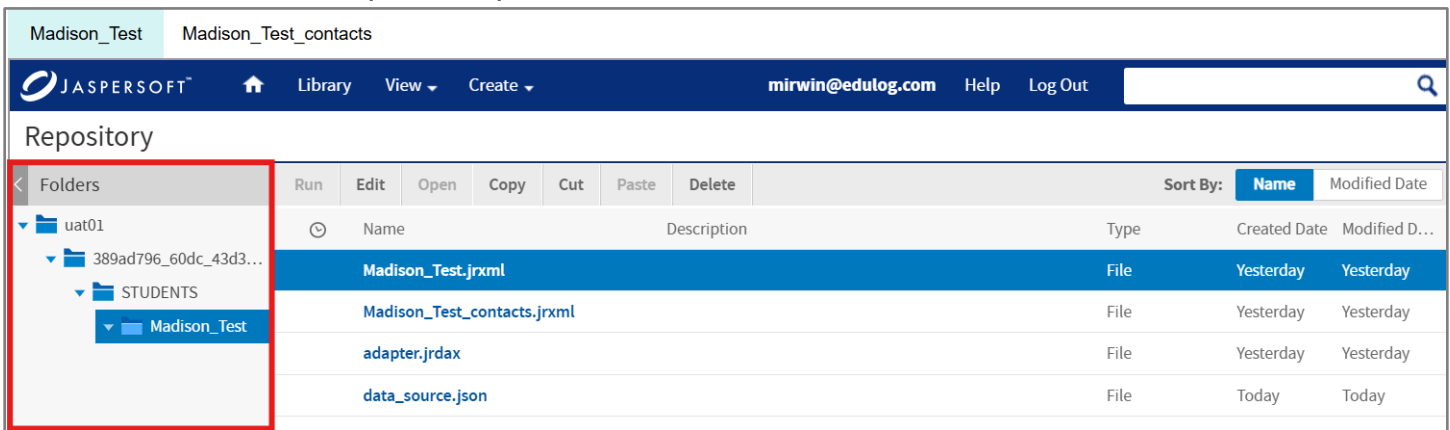 Madison_Test Madison_Test_contacts
JASPERSOFT™ Library View Create mirwin@edulog.com Help Log Out
Repository
Folders
uat01
389ad796_60dc_43d3...
STUDENTS
Madison_Test
Run Edit Open Copy Cut Paste Delete Sort By: Name Modified Date
Name Description Type Created Date Modified D...
Madison_Test.jrxml File Yesterday Yesterday
Madison_Test_contacts.jrxml File Yesterday Yesterday
adapter.jrdax File Yesterday Yesterday
data_source.json File Today Today